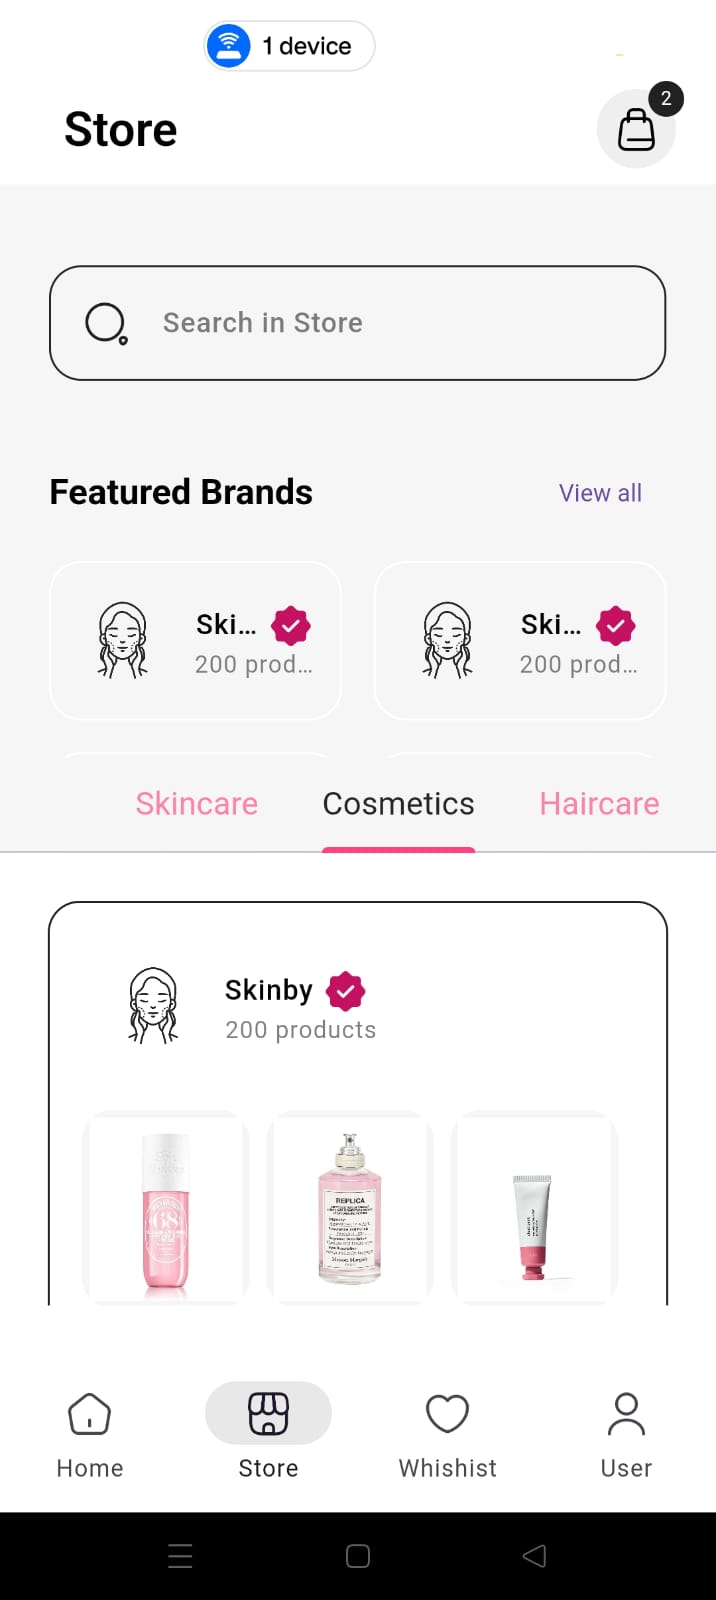 1 device
Store
2
Search in Store
Featured Brands
View all
Ski...
200 prod...
Ski...
200 prod...
Skincare
Cosmetics
Haircare
Skinby
200 products
68
REPLICA
Home
Store
Whishist
User